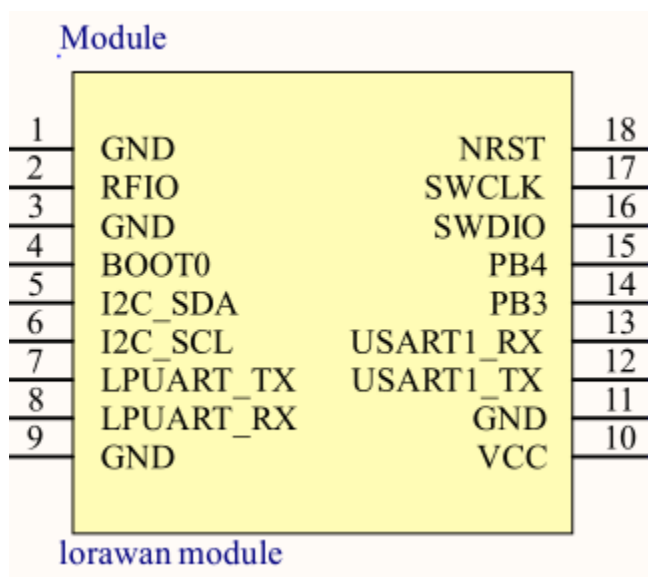 Module
1 GND NRST 18
2 RFIO SWCLK 17
3 GND SWDIO 16
4 BOOT0 PB4 15
5 I2C_SDA PB3 14
6 I2C_SCL USART1_RX 13
7 LPUART_TX USART1_TX 12
8 LPUART_RX GND 11
9 GND VCC 10
lorawan module